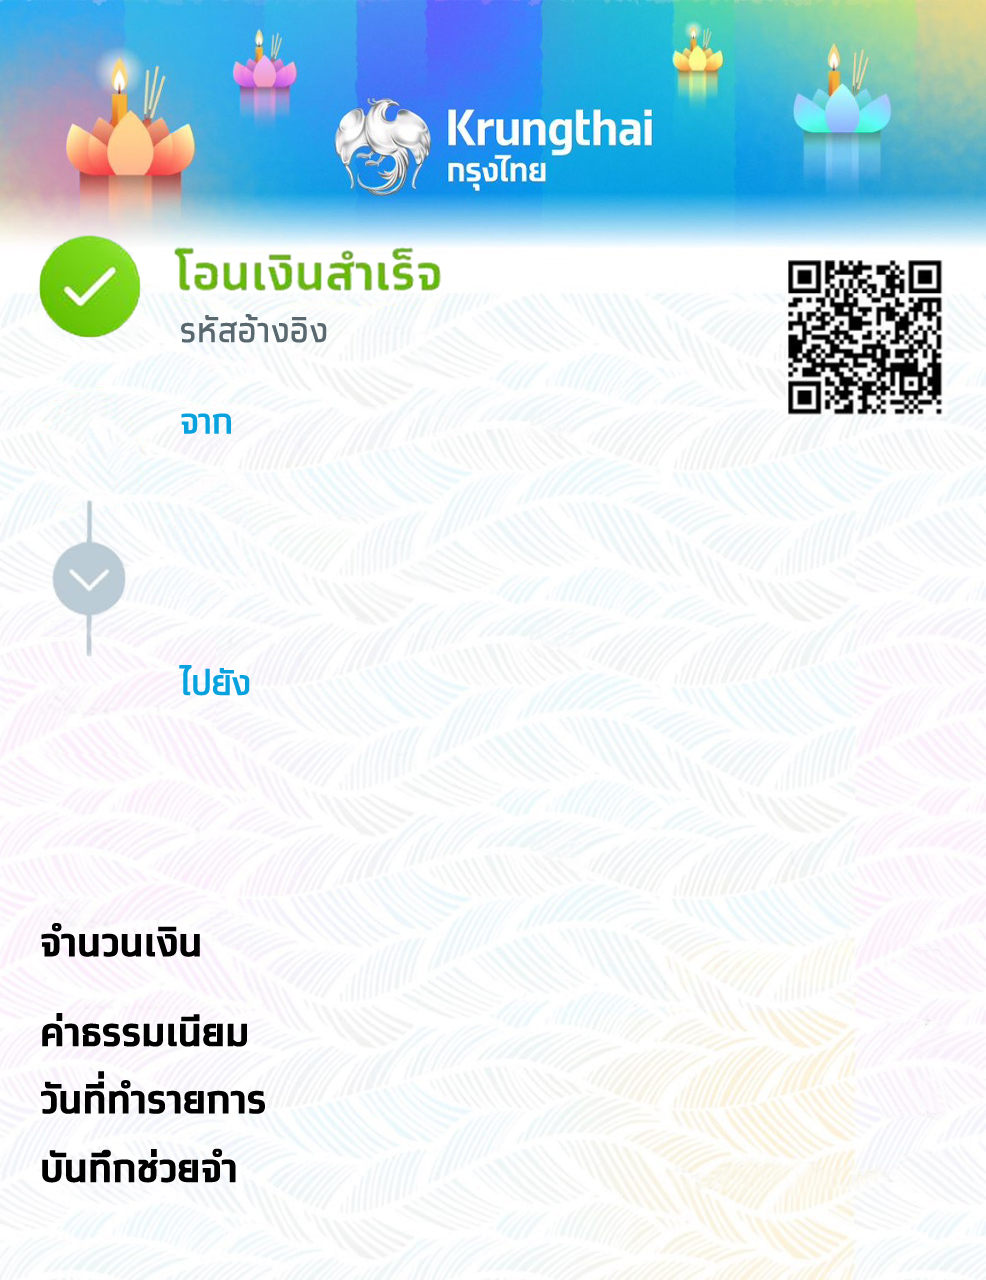 Krungthai
กรุงไทย
โอนเงินสำเร็จ
รหัสอ้างอิง
จาก
ไปยัง
จำนวนเงิน
ค่าธรรมเนียม
วันที่ทำรายการ
บันทึกช่วยจำ